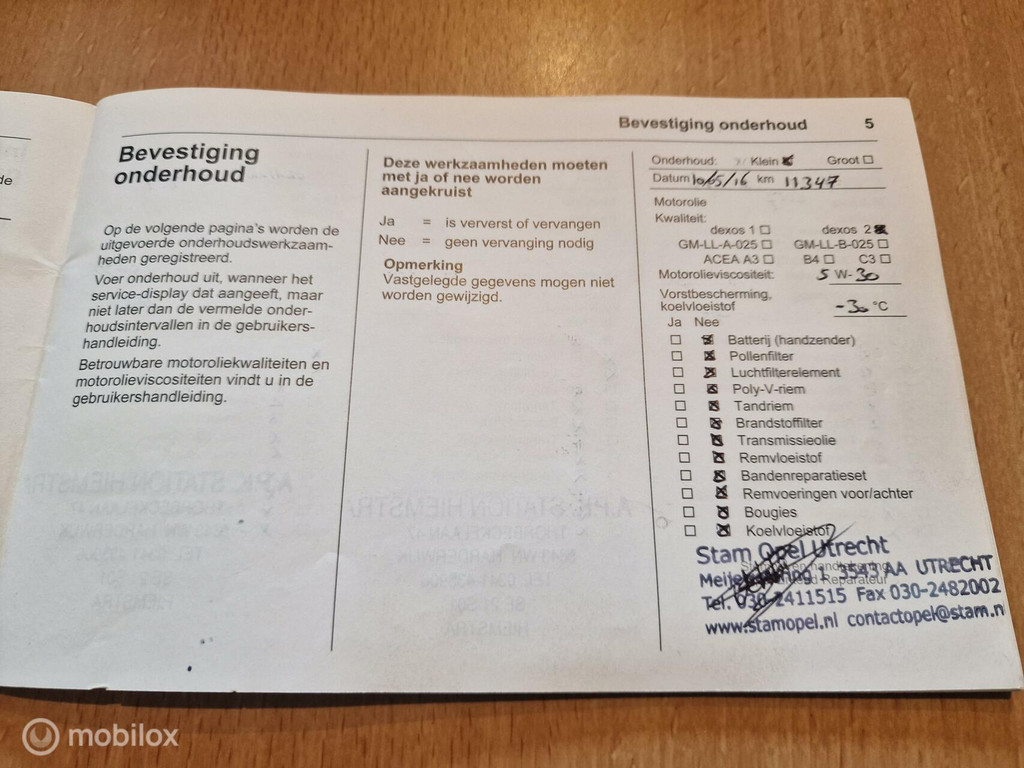 Bevestiging onderhoud 5
de
Bevestiging
onderhoud
Op de volgende pagina's worden de
uitgevoerde onderhoudswerkzaam-
heden geregistreerd.
Voer onderhoud uit, wanneer het
service-display dat aangeeft, maar
niet later dan de vermelde onder-
houdsintervallen in de gebruikers-
handleiding.
Betrouwbare motoroliekwaliteiten en
motorolieviscositeiten vindt u in de
gebruikershandleiding.
Deze werkzaamheden moeten
met ja of nee worden
aangekruist
Ja = is ververst of vervangen
Nee = geen vervanging nodig
Opmerking
Vastgelegde gegevens mogen niet
worden gewijzigd.
Onderhoud: Klein Groot
Datum 10/05/16 km 11347
Motorolie
Kwaliteit:
dexos 1 dexos 2
GM-LL-A-025 GM-LL-B-025
ACEA A3 B4 C3
Motorolieviscositeit: 5 W-30
Vorstbescherming,
koelvloeistof -30 °C
Ja Nee
Batterij (handzender)
Pollenfilter
Luchtfilterelement
Poly-V-riem
Tandriem
Brandstoffilter
Transmissieolie
Remvloeistof
Bandenreparatieset
Remvoeringen voor/achter
Bougies
Koelvloeistof
Stam Opel Utrecht
3543 AA UTRECHT
Tel. 030-2411515 Fax 030-2482002
www.stamopel.nl contactopel@stam.n
A.P.K. STATION HIEMSTRA
mobilox